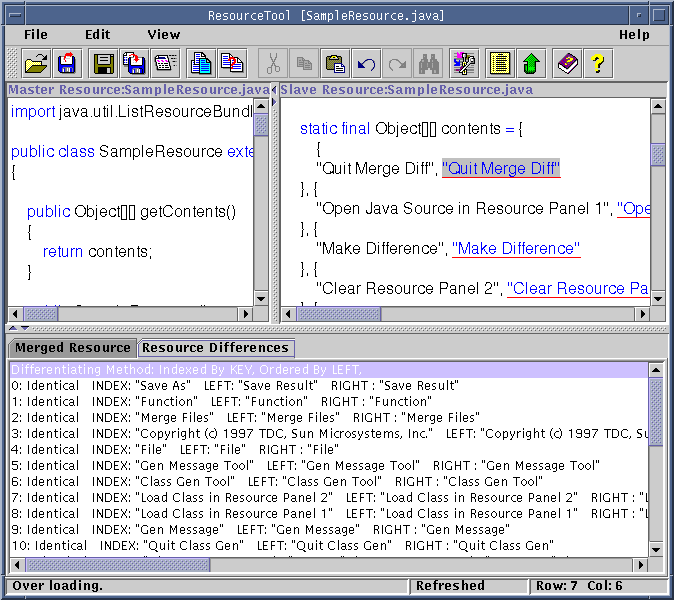 ResourceTool [SampleResource.java]
File Edit View Help
Master Resource:SampleResource.java
import java.util.ListResourceBundl
public class SampleResource exte
{
public Object[][] getContents()
{
return contents;
}
Slave Resource:SampleResource.java
static final Object[][] contents = {
{
"Quit Merge Diff", "Quit Merge Diff"
}, {
"Open Java Source in Resource Panel 1", "Ope
}, {
"Make Difference", "Make Difference"
}, {
"Clear Resource Panel 2", "Clear Resource Pa
}, {
Merged Resource Resource Differences
Differentiating Method; Indexed By KEY, Ordered By LEFT,
0: Identical INDEX: "Save As" LEFT: "Save Result" RIGHT : "Save Result"
1: Identical INDEX: "Function" LEFT: "Function" RIGHT : "Function"
2: Identical INDEX: "Merge Files" LEFT: "Merge Files" RIGHT : "Merge Files"
3: Identical INDEX: "Copyright (c) 1997 TDC, Sun Microsystems, Inc." LEFT: "Copyright (c) 1997 TDC, Su
4: Identical INDEX: "File" LEFT: "File" RIGHT : "File"
5: Identical INDEX: "Gen Message Tool" LEFT: "Gen Message Tool" RIGHT : "Gen Message Tool"
6: Identical INDEX: "Class Gen Tool" LEFT: "Class Gen Tool" RIGHT : "Class Gen Tool"
7: Identical INDEX: "Load Class in Resource Panel 2" LEFT: "Load Class in Resource Panel 2" RIGHT : "L
8: Identical INDEX: "Load Class in Resource Panel 1" LEFT: "Load Class in Resource Panel 1" RIGHT : "L
9: Identical INDEX: "Gen Message" LEFT: "Gen Message" RIGHT : "Gen Message"
10: Identical INDEX: "Quit Class Gen" LEFT: "Quit Class Gen" RIGHT : "Quit Class Gen"
Over loading. Refreshed Row: 7 Col: 6